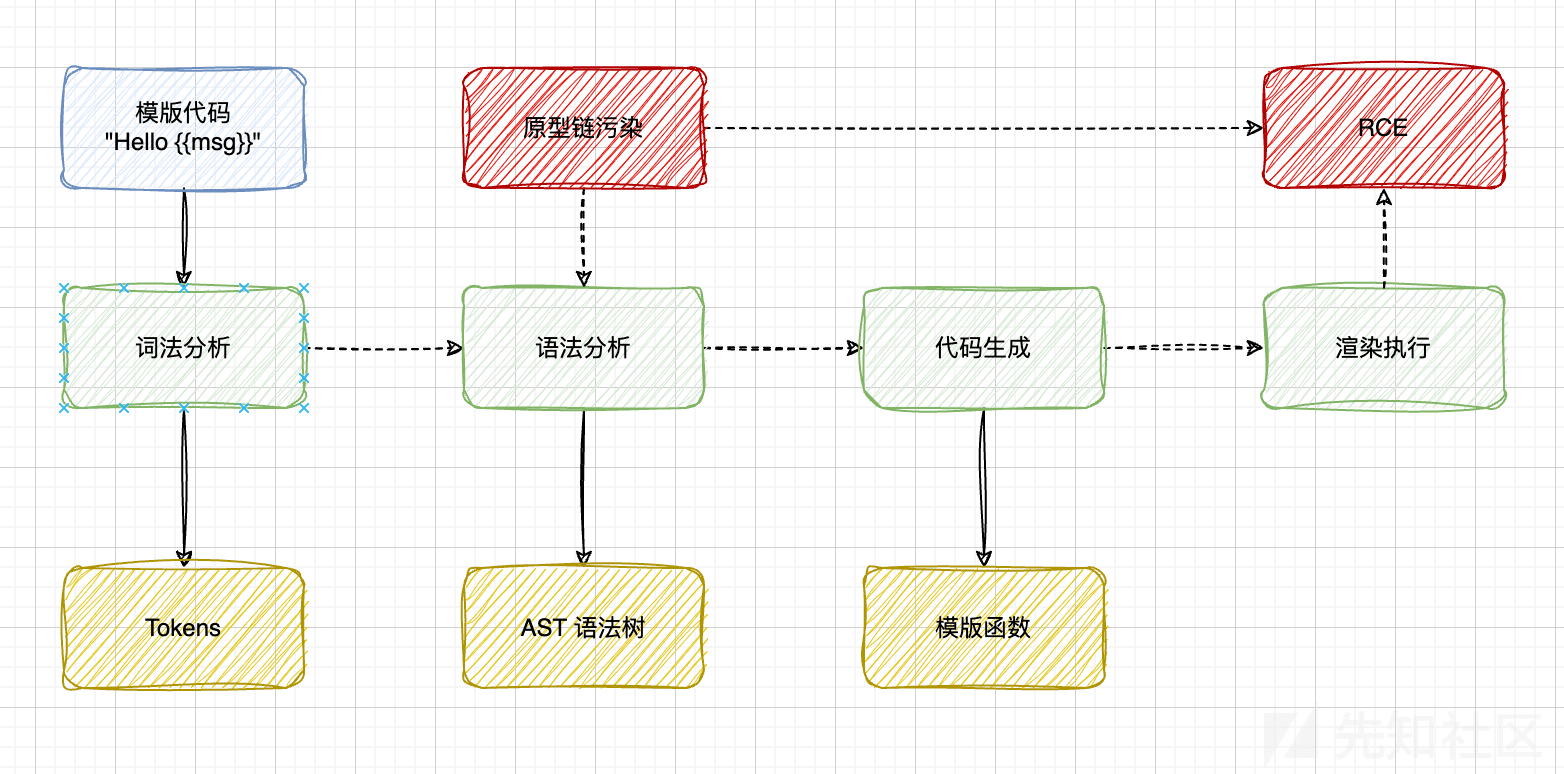 模版代码
"Hello {{msg}}"
原型链污染
RCE
词法分析
语法分析
代码生成
渲染执行
Tokens
AST 语法树
模版函数
先知社区